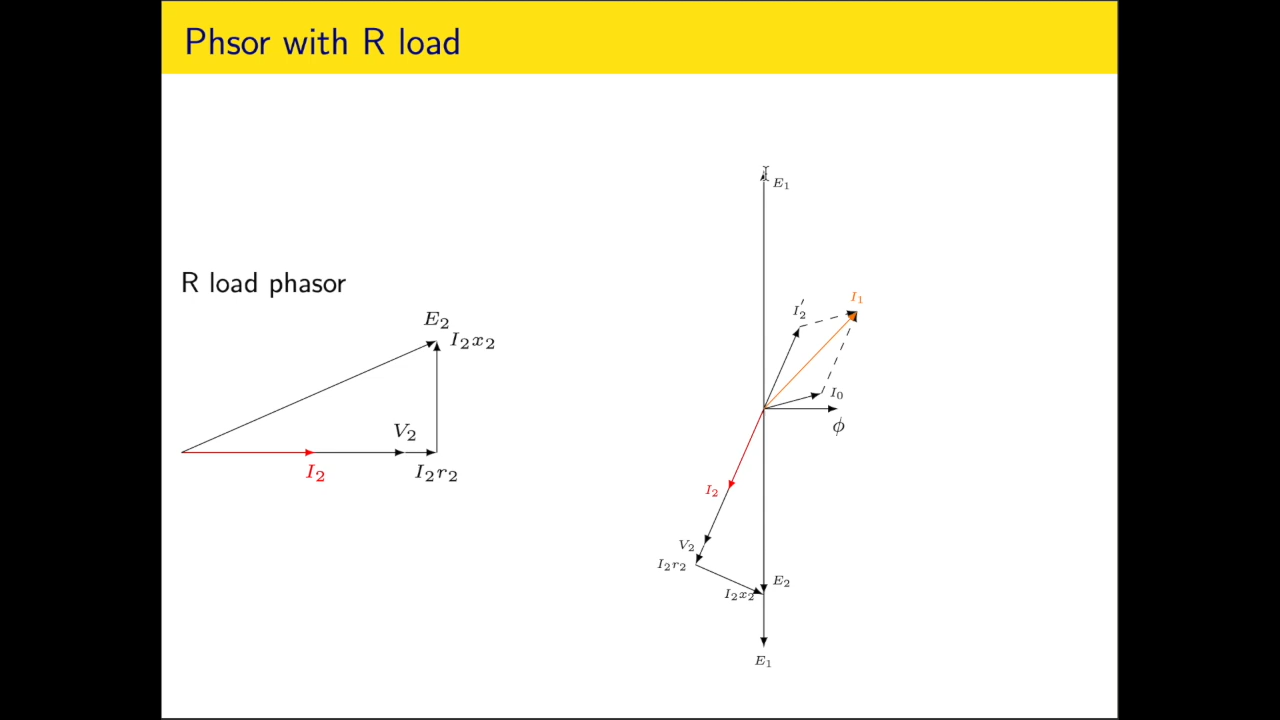 Phsor with R load
R load phasor
E₂
I₂x₂
V₂
I₂
I₂r₂
E₁
I₂′
I₁
I₀
ϕ
I₂
V₂
I₂r₂
E₂
I₂x₂
E₁